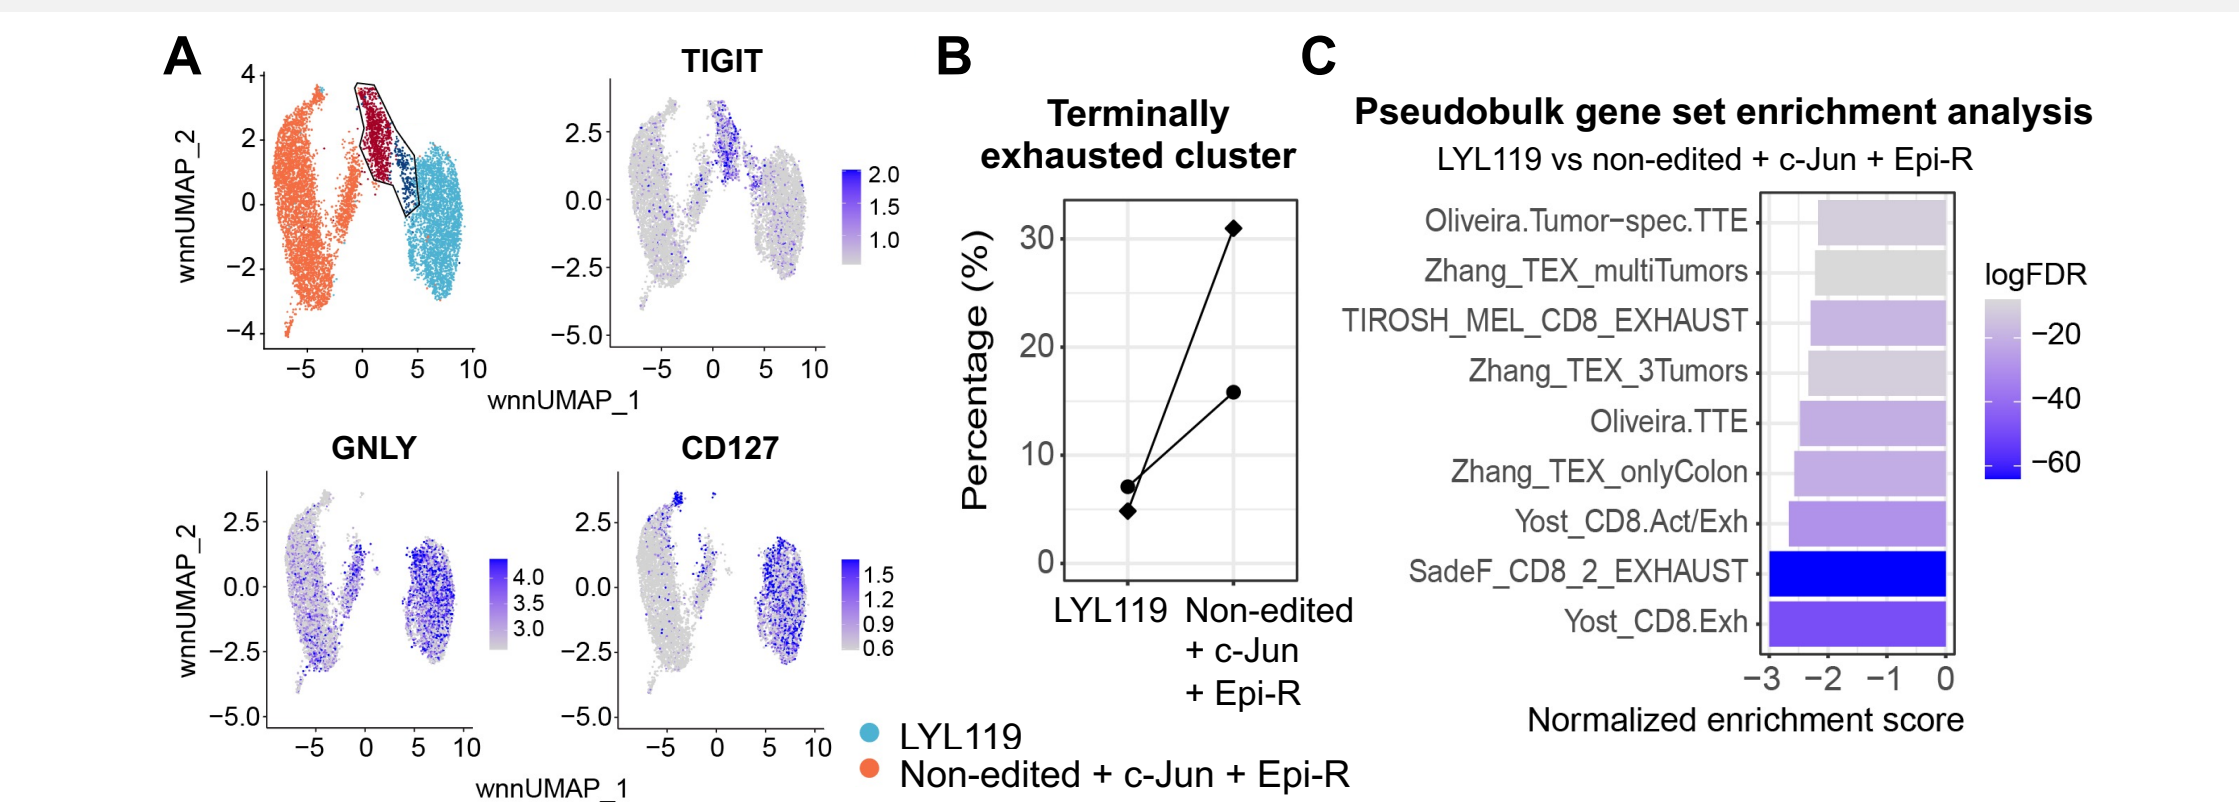 A
TIGIT
wnnUMAP_2
4
2
0
−2
−4
−5 0 5 10
2.5
0.0
−2.5
−5.0
−5 0 5 10
2.0
1.5
1.0
wnnUMAP_1
GNLY
CD127
wnnUMAP_2
2.5
0.0
−2.5
−5.0
−5 0 5 10
4.0
3.5
3.0
2.5
0.0
−2.5
−5.0
−5 0 5 10
1.5
1.2
0.9
0.6
wnnUMAP_1
LYL119
Non-edited + c-Jun + Epi-R
B
Terminally
exhausted cluster
Percentage (%)
30
20
10
0
LYL119 Non-edited
+ c-Jun
+ Epi-R
C
Pseudobulk gene set enrichment analysis
LYL119 vs non-edited + c-Jun + Epi-R
Oliveira.Tumor−spec.TTE
Zhang_TEX_multiTumors
TIROSH_MEL_CD8_EXHAUST
Zhang_TEX_3Tumors
Oliveira.TTE
Zhang_TEX_onlyColon
Yost_CD8.Act/Exh
SadeF_CD8_2_EXHAUST
Yost_CD8.Exh
−3 −2 −1 0
Normalized enrichment score
logFDR
−20
−40
−60